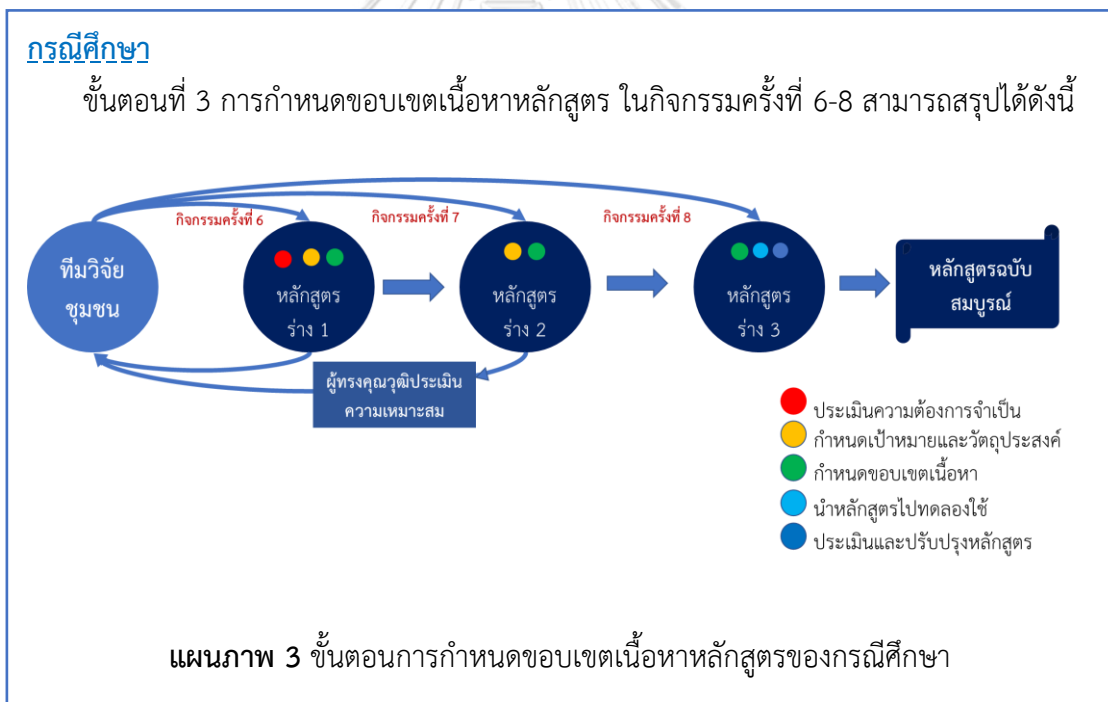 กรณีศึกษา
ขั้นตอนที่ 3 การกำหนดขอบเขตเนื้อหาหลักสูตร ในกิจกรรมครั้งที่ 6-8 สามารถสรุปได้ดังนี้
กิจกรรมครั้งที่ 6
กิจกรรมครั้งที่ 7
กิจกรรมครั้งที่ 8
ทีมวิจัย
ชุมชน
หลักสูตร
ร่าง 1
หลักสูตร
ร่าง 2
หลักสูตร
ร่าง 3
หลักสูตรฉบับ
สมบูรณ์
ผู้ทรงคุณวุฒิประเมิน
ความเหมาะสม
ประเมินความต้องการจำเป็น
กำหนดเป้าหมายและวัตถุประสงค์
กำหนดขอบเขตเนื้อหา
นำหลักสูตรไปทดลองใช้
ประเมินและปรับปรุงหลักสูตร
แผนภาพ 3 ขั้นตอนการกำหนดขอบเขตเนื้อหาหลักสูตรของกรณีศึกษา